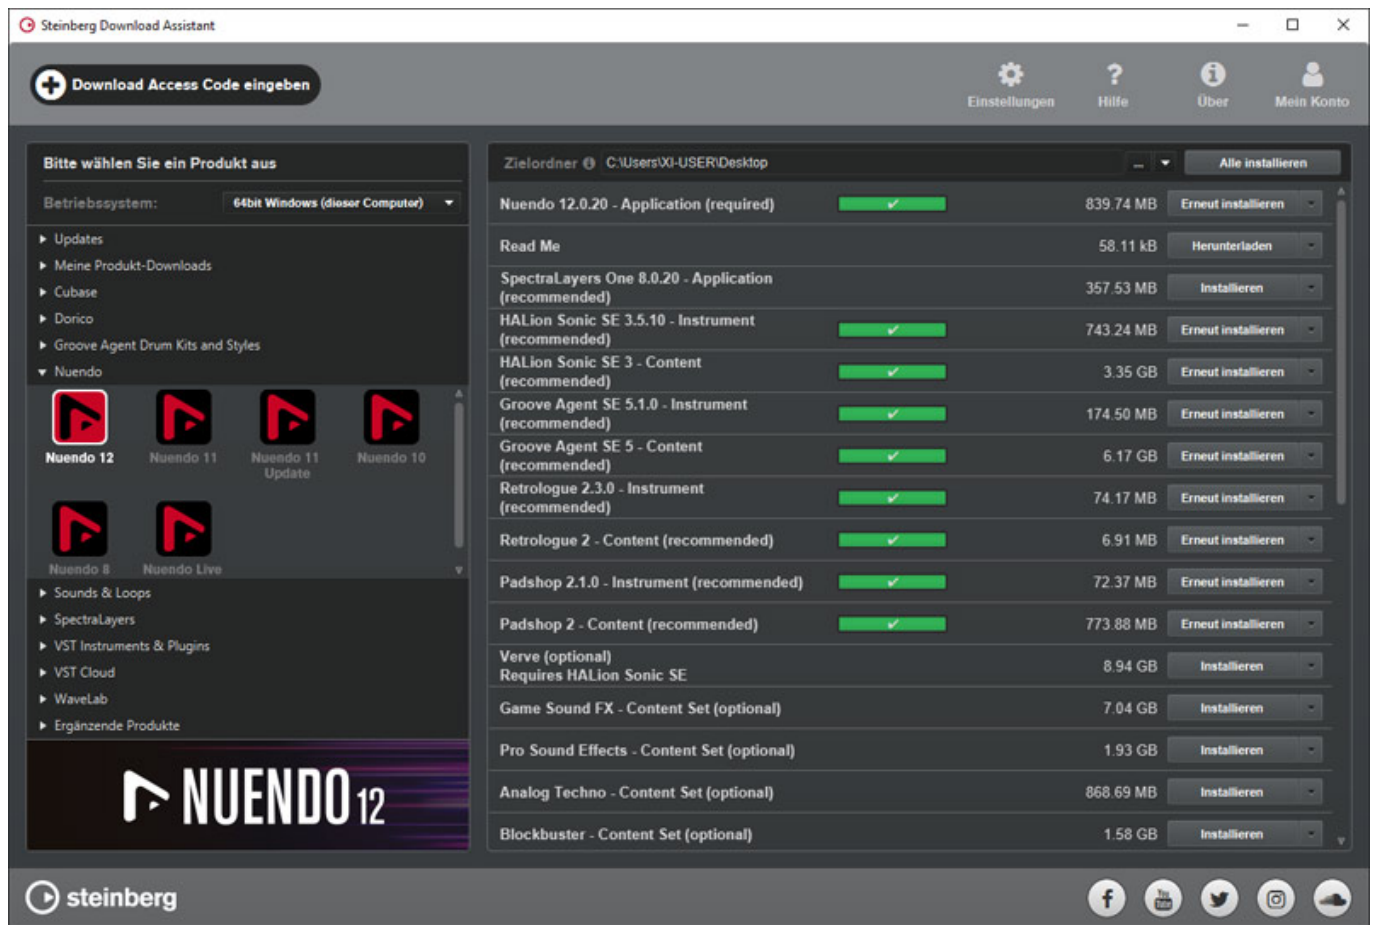 Steinberg Download Assistant
Download Access Code eingeben
Einstellungen
Hilfe
Über
Mein Konto
Bitte wählen Sie ein Produkt aus
Betriebssystem:
64bit Windows (dieser Computer)
Updates
Meine Produkt-Downloads
Cubase
Dorico
Groove Agent Drum Kits and Styles
Nuendo
Nuendo 12
Nuendo 11
Nuendo 11
Update
Nuendo 10
Nuendo 8
Nuendo Live
Sounds & Loops
SpectraLayers
VST Instruments & Plugins
VST Cloud
WaveLab
Ergänzende Produkte
NUENDO 12
Zielordner
C:\Users\XI-USER\Desktop
...
Alle installieren
Nuendo 12.0.20 - Application (required)
839.74 MB
Erneut installieren
Read Me
58.11 kB
Herunterladen
SpectraLayers One 8.0.20 - Application
(recommended)
357.53 MB
Installieren
HALion Sonic SE 3.5.10 - Instrument
(recommended)
743.24 MB
Erneut installieren
HALion Sonic SE 3 - Content
(recommended)
3.35 GB
Erneut installieren
Groove Agent SE 5.1.0 - Instrument
(recommended)
174.50 MB
Erneut installieren
Groove Agent SE 5 - Content
(recommended)
6.17 GB
Erneut installieren
Retrologue 2.3.0 - Instrument
(recommended)
74.17 MB
Erneut installieren
Retrologue 2 - Content (recommended)
6.91 MB
Erneut installieren
Padshop 2.1.0 - Instrument (recommended)
72.37 MB
Erneut installieren
Padshop 2 - Content (recommended)
773.88 MB
Erneut installieren
Verve (optional)
Requires HALion Sonic SE
8.94 GB
Installieren
Game Sound FX - Content Set (optional)
7.04 GB
Installieren
Pro Sound Effects - Content Set (optional)
1.93 GB
Installieren
Analog Techno - Content Set (optional)
868.69 MB
Installieren
Blockbuster - Content Set (optional)
1.58 GB
Installieren
steinberg
You
Tube